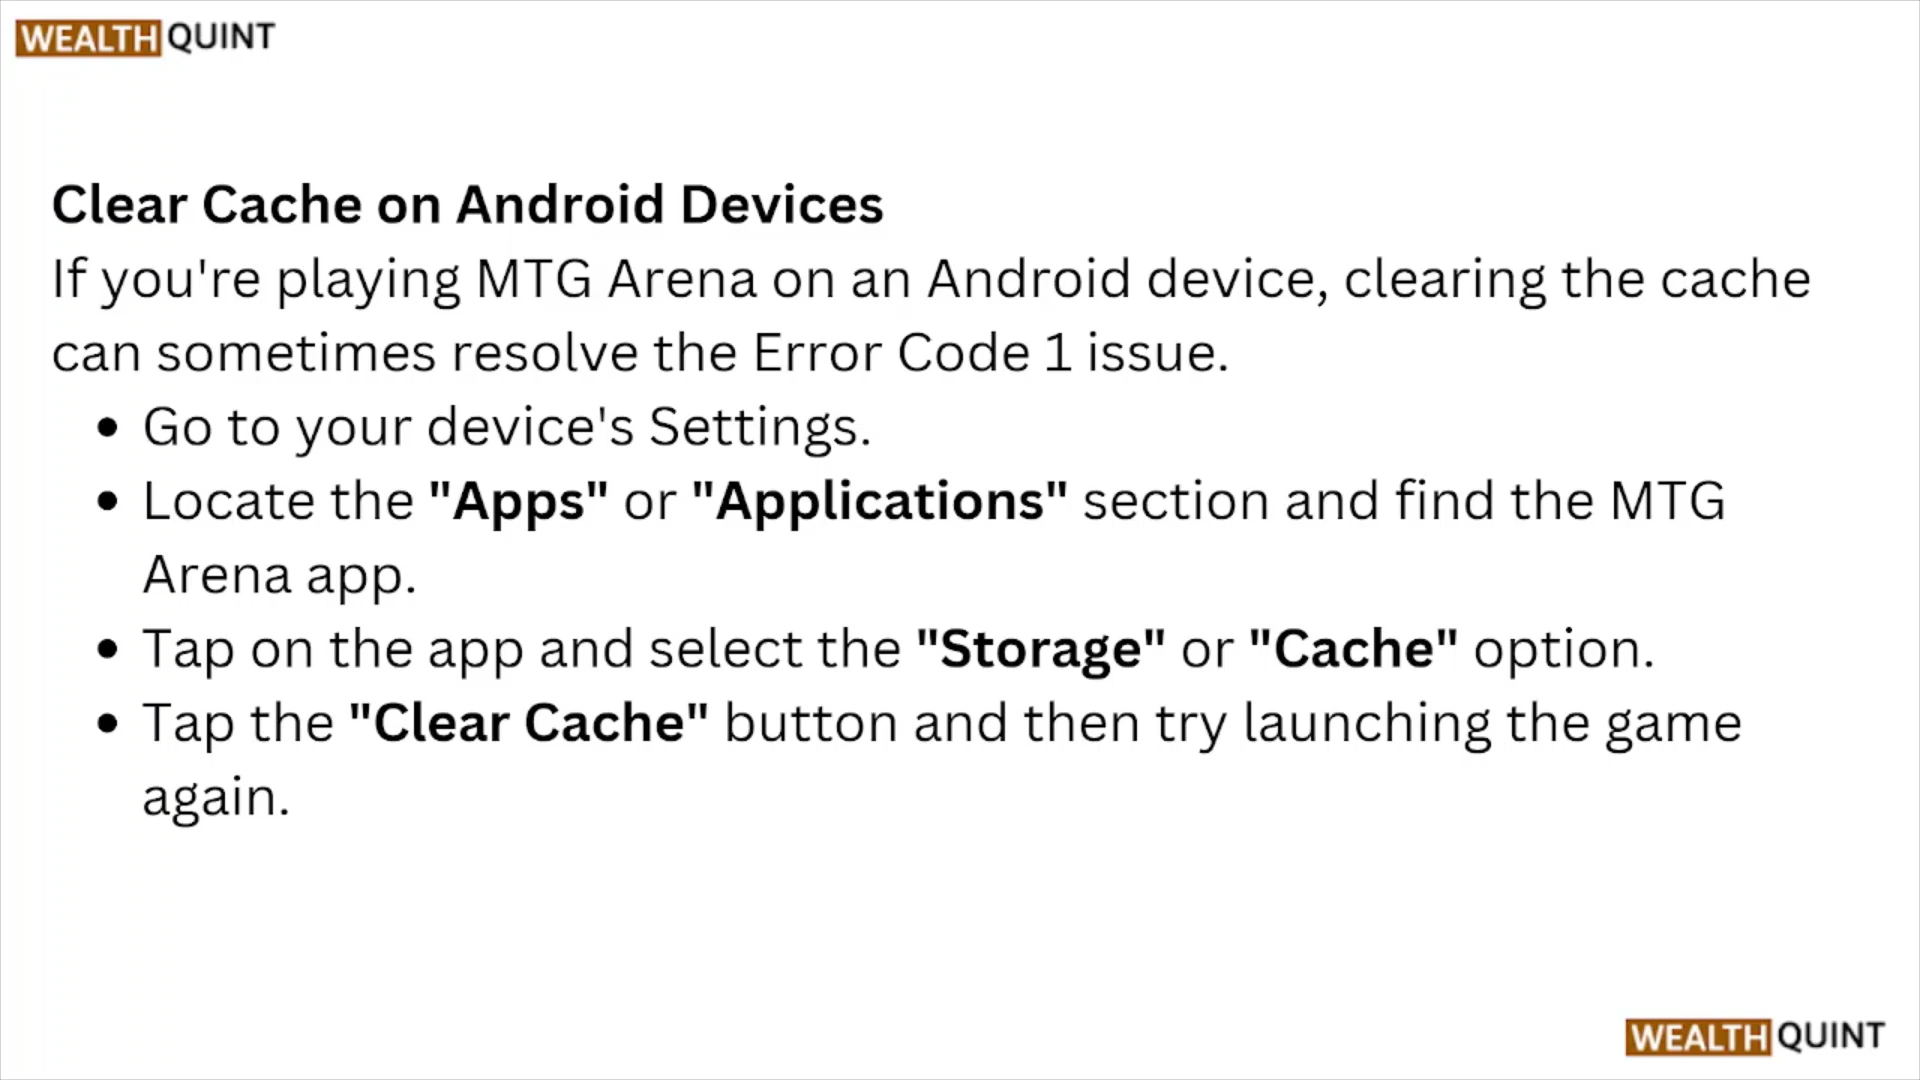 WEALTH QUINT
Clear Cache on Android Devices
If you're playing MTG Arena on an Android device, clearing the cache
can sometimes resolve the Error Code 1 issue.
• Go to your device's Settings.
• Locate the "Apps" or "Applications" section and find the MTG
Arena app.
• Tap on the app and select the "Storage" or "Cache" option.
• Tap the "Clear Cache" button and then try launching the game
again.
WEALTH QUINT